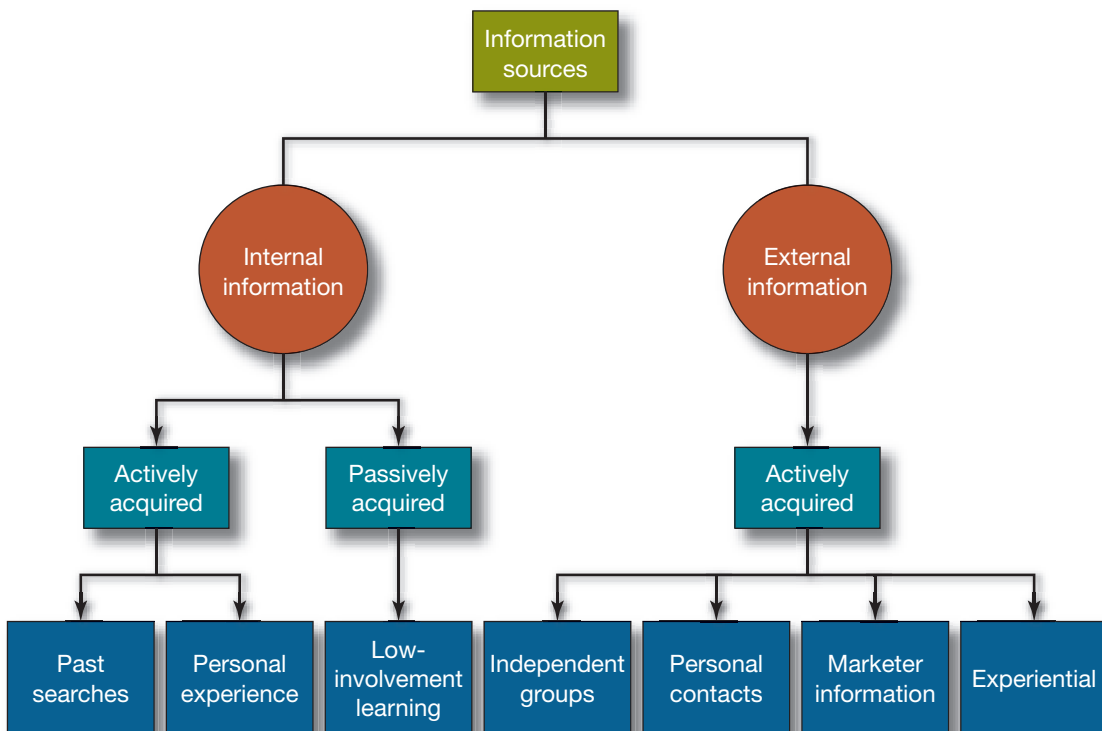 Information
sources
Internal
information
External
information
Actively
acquired
Passively
acquired
Actively
acquired
Past
searches
Personal
experience
Low-
involvement
learning
Independent
groups
Personal
contacts
Marketer
information
Experiential